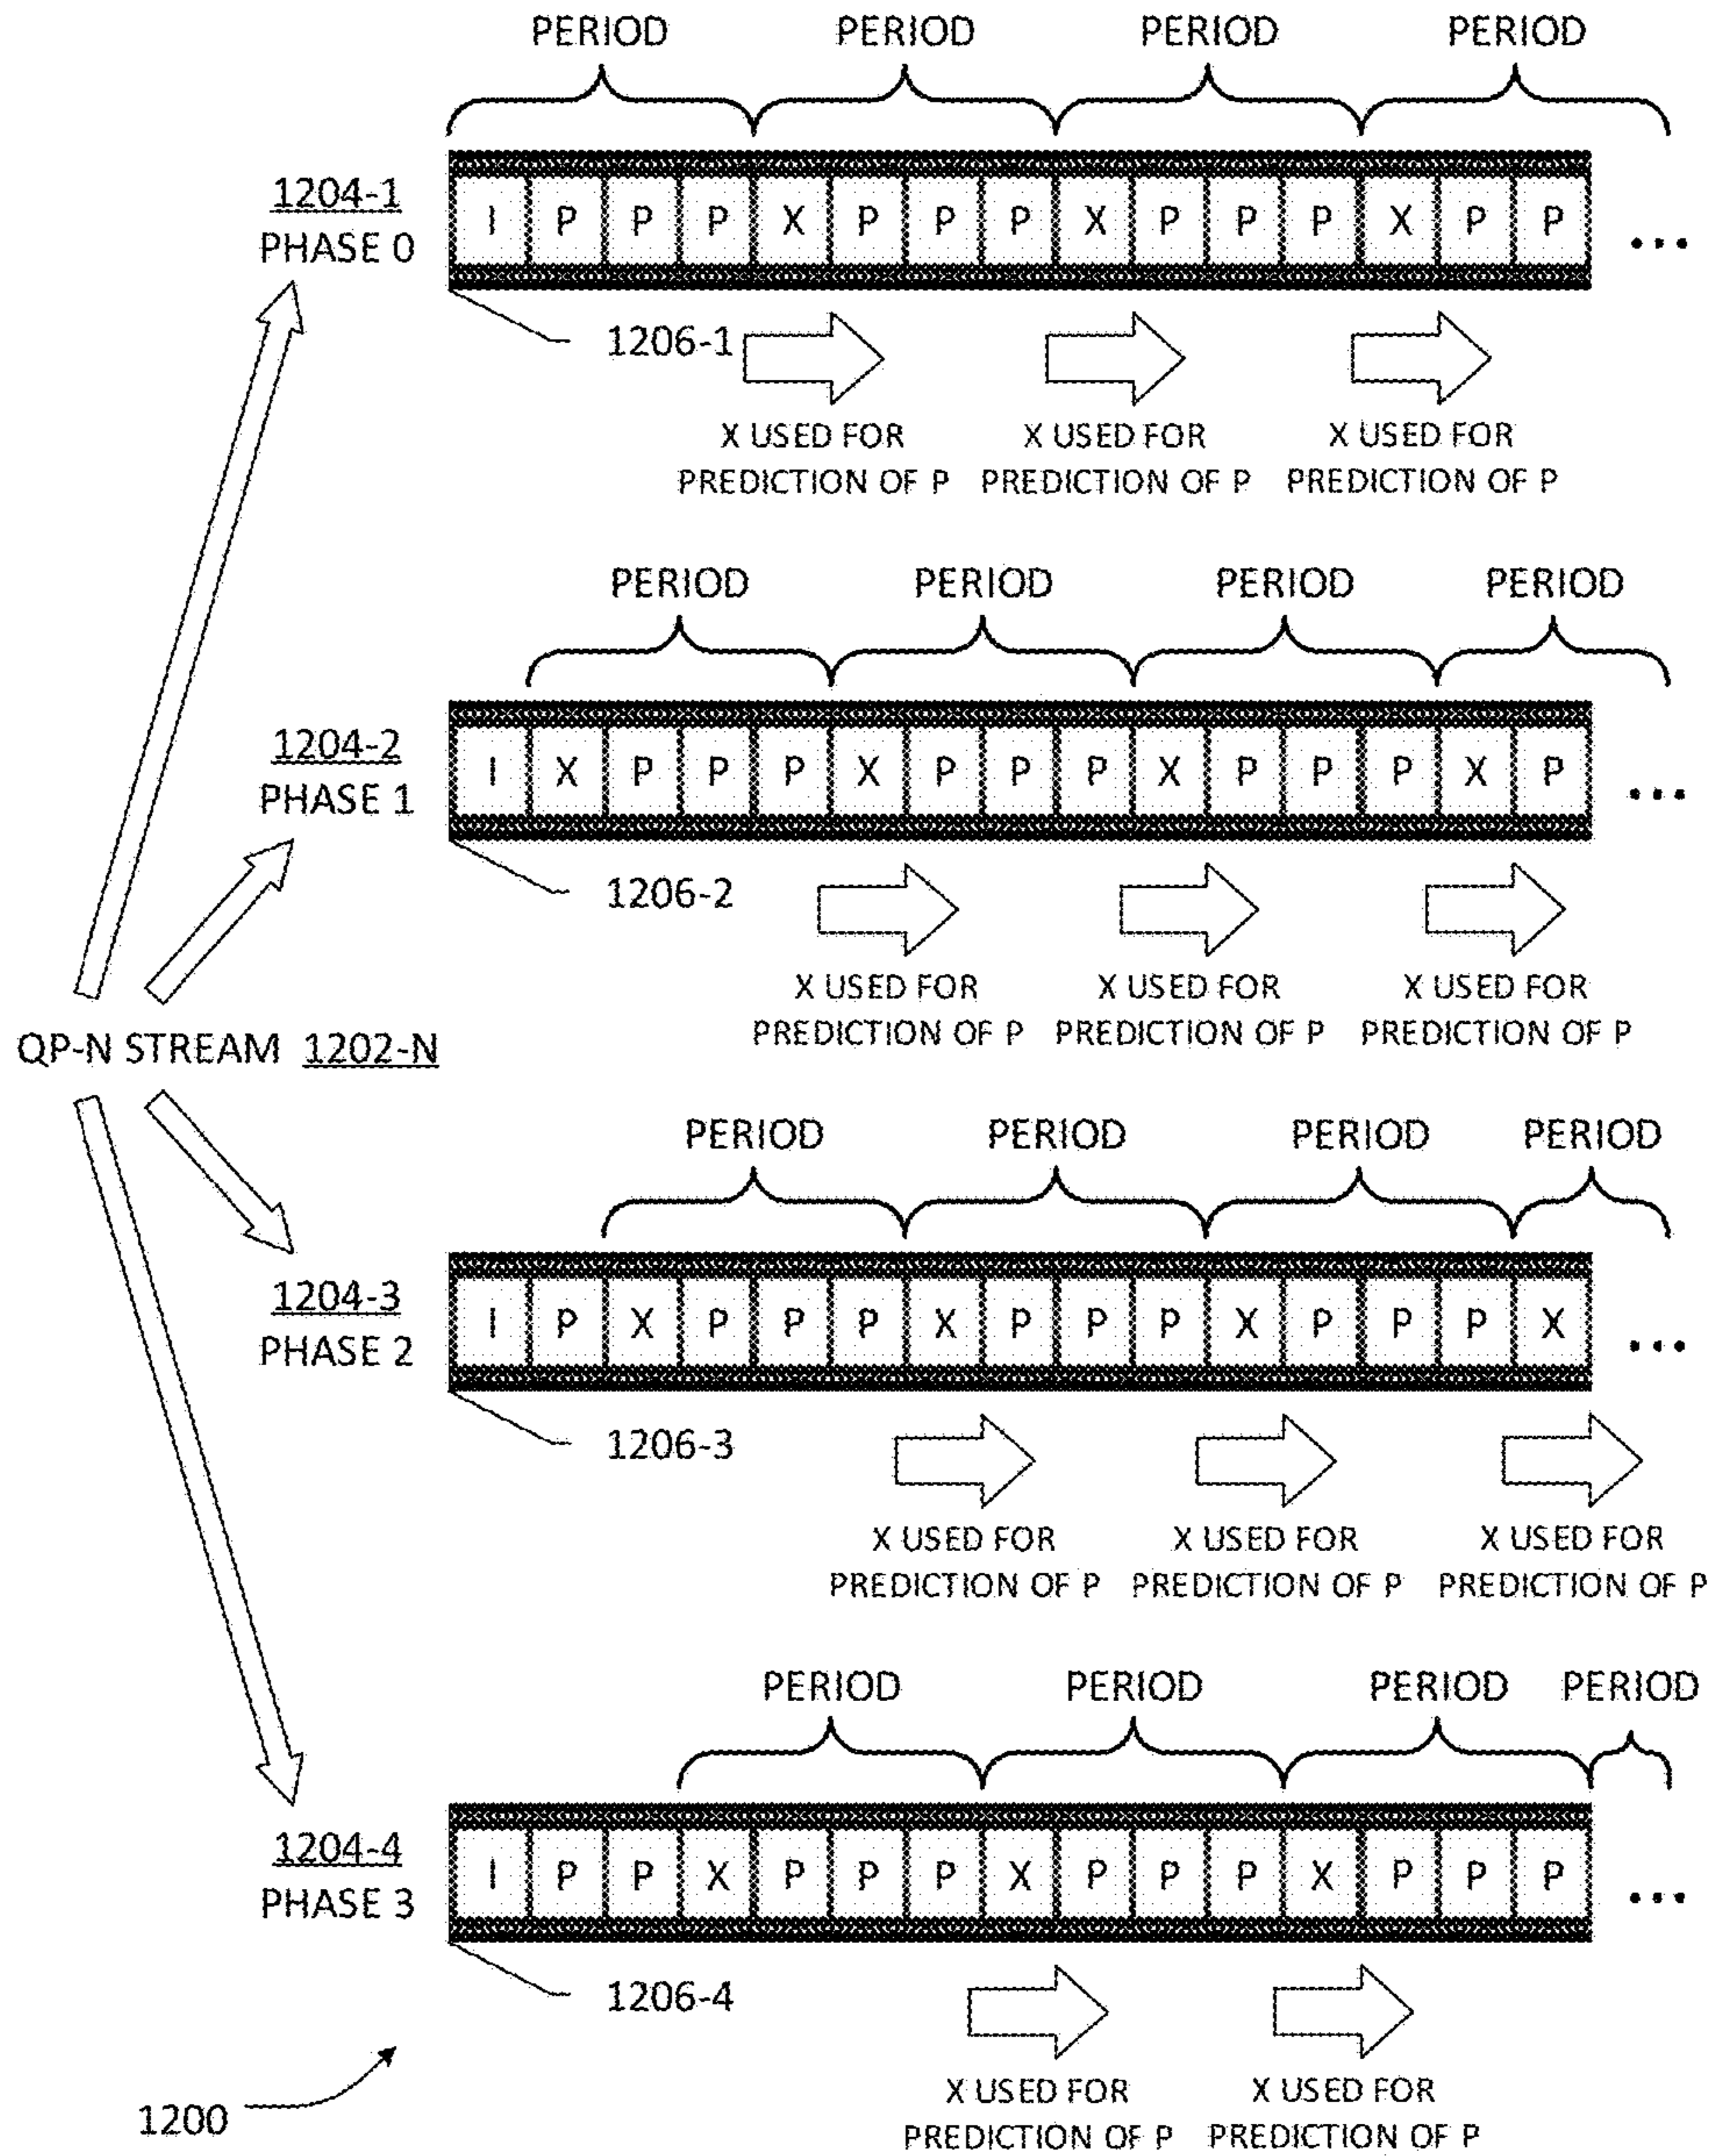 PERIOD PERIOD PERIOD PERIOD
1204-1
PHASE 0
I P P P X P P P X P P P X P P ...
1206-1
X USED FOR PREDICTION OF P
X USED FOR PREDICTION OF P
X USED FOR PREDICTION OF P
PERIOD PERIOD PERIOD PERIOD
1204-2
PHASE 1
I X P P P X P P P X P P P X P ...
1206-2
X USED FOR PREDICTION OF P
X USED FOR PREDICTION OF P
X USED FOR PREDICTION OF P
QP-N STREAM 1202-N
PERIOD PERIOD PERIOD PERIOD
1204-3
PHASE 2
I P X P P P X P P P X P P P X ...
1206-3
X USED FOR PREDICTION OF P
X USED FOR PREDICTION OF P
X USED FOR PREDICTION OF P
PERIOD PERIOD PERIOD PERIOD
1204-4
PHASE 3
I P P X P P P X P P P X P P P ...
1206-4
X USED FOR PREDICTION OF P
X USED FOR PREDICTION OF P
1200